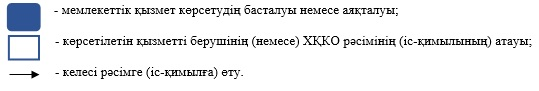 - мемлекеттік қызмет көрсетудің басталуы немесе аяқталуы;
- көрсетілетін қызметті берушінің (немесе) ХҚКО рәсімінің (іс-қимылының) атауы;
- келесі рәсімге (іс-қимылға) өту.